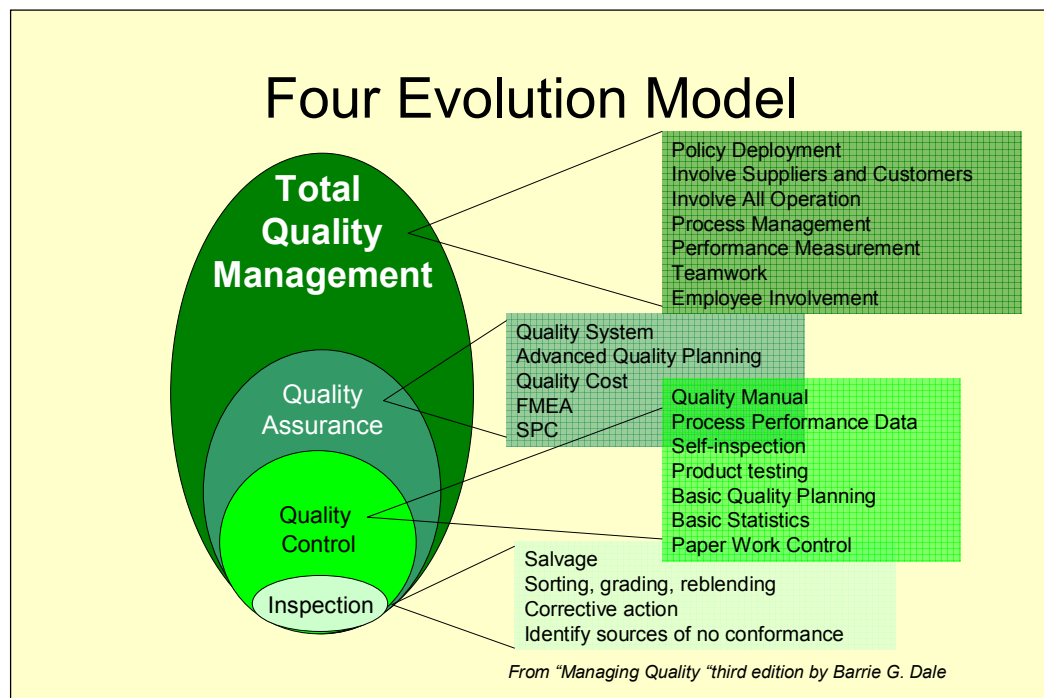 Four Evolution Model
Total
Quality
Management
Policy Deployment
Involve Suppliers and Customers
Involve All Operation
Process Management
Performance Measurement
Teamwork
Employee Involvement
Quality
Assurance
Quality System
Advanced Quality Planning
Quality Cost
FMEA
SPC
Quality
Control
Quality Manual
Process Performance Data
Self-inspection
Product testing
Basic Quality Planning
Basic Statistics
Paper Work Control
Inspection
Salvage
Sorting, grading, reblending
Corrective action
Identify sources of no conformance
From “Managing Quality “third edition by Barrie G. Dale